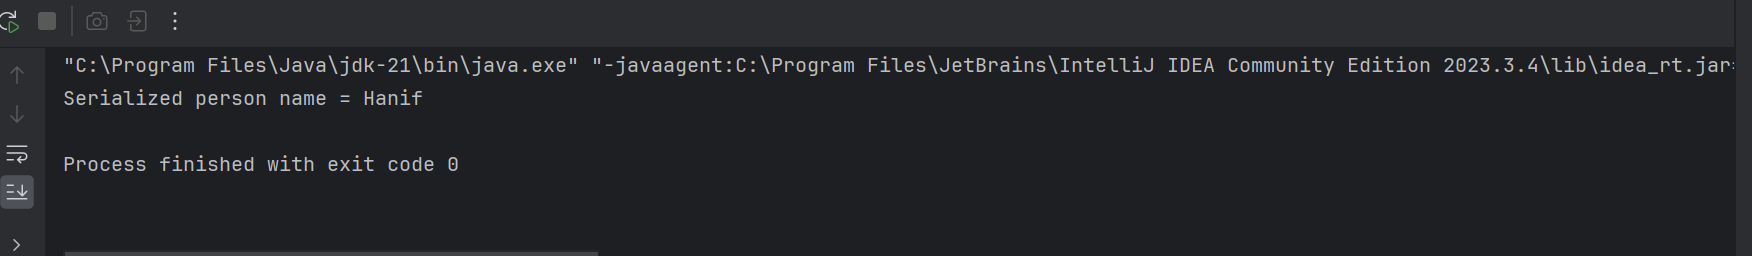 "C:\Program Files\Java\jdk-21\bin\java.exe" "-javaagent:C:\Program Files\JetBrains\IntelliJ IDEA Community Edition 2023.3.4\lib\idea_rt.jar=
Serialized person name = Hanif
Process finished with exit code 0